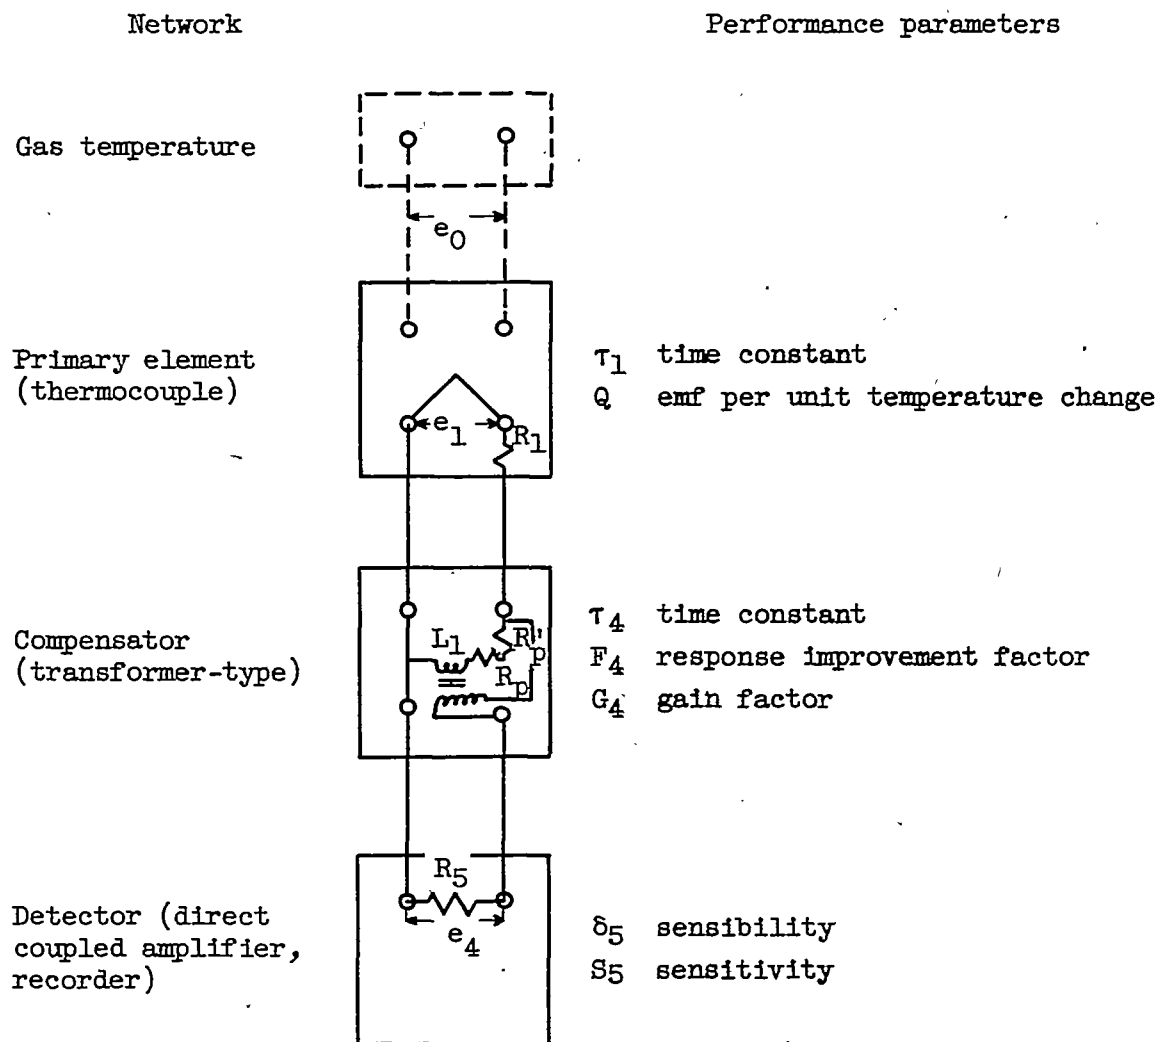 Network
Performance parameters
Gas temperature
e0
Primary element
(thermocouple)
e1
R1
τ1 time constant
Q emf per unit temperature change
Compensator
(transformer-type)
L1
R'p
Rp
τ4 time constant
F4 response improvement factor
G4 gain factor
Detector (direct
coupled amplifier,
recorder)
R5
e4
δ5 sensibility
S5 sensitivity